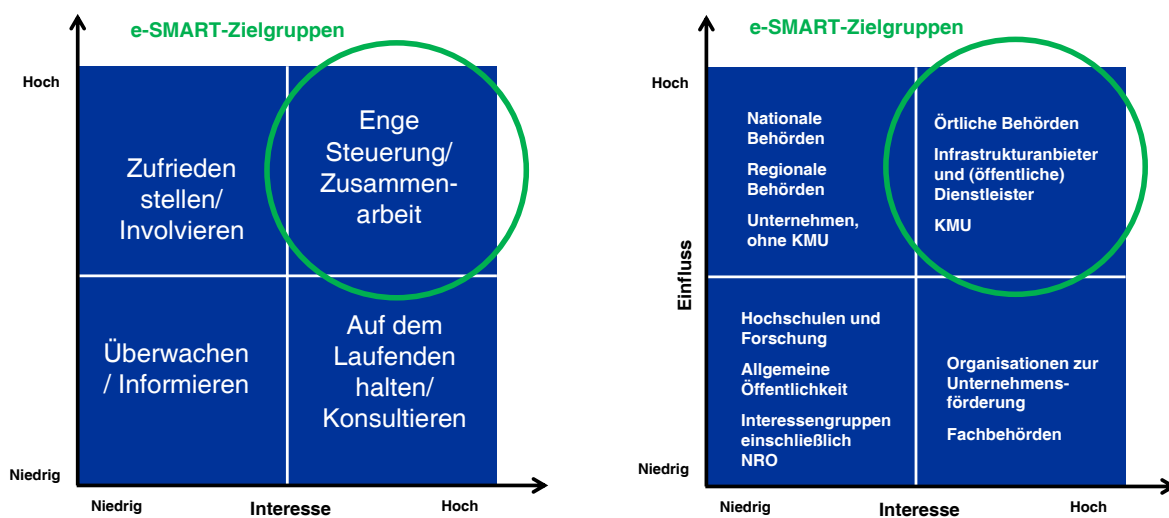 e-SMART-Zielgruppen
Hoch
Zufrieden
stellen/
Involvieren
Enge
Steuerung/
Zusammen-
arbeit
Überwachen
/ Informieren
Auf dem
Laufenden
halten/
Konsultieren
Niedrig
Niedrig
Interesse
Hoch
e-SMART-Zielgruppen
Hoch
Einfluss
Nationale
Behörden
Regionale
Behörden
Unternehmen,
ohne KMU
Örtliche Behörden
Infrastrukturanbieter
und (öffentliche)
Dienstleister
KMU
Hochschulen und
Forschung
Allgemeine
Öffentlichkeit
Interessengruppen
einschließlich
NRO
Organisationen zur
Unternehmens-
förderung
Fachbehörden
Niedrig
Niedrig
Interesse
Hoch